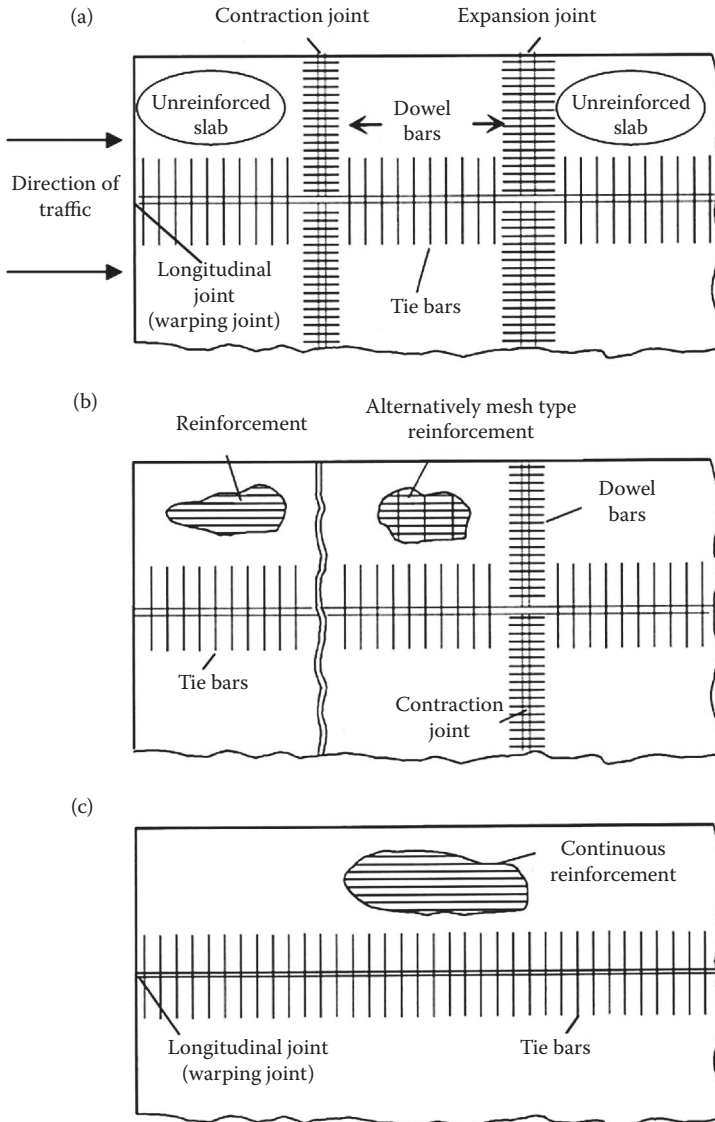 (a)
Contraction joint
Expansion joint
Unreinforced
slab
Dowel
bars
Unreinforced
slab
Direction of
traffic
Longitudinal
joint
(warping joint)
Tie bars
(b)
Reinforcement
Alternatively mesh type
reinforcement
Dowel
bars
Tie bars
Contraction
joint
(c)
Continuous
reinforcement
Longitudinal joint
(warping joint)
Tie bars